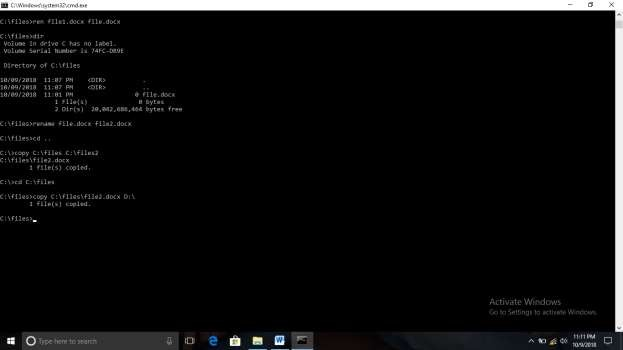 C:\Windows\system32\cmd.exe
C:\files>ren file1.docx file.docx
C:\files>dir
Volume in drive C has no label.
Volume Serial Number is 74FC-DB9E
Directory of C:\files
10/09/2018 11:07 PM <DIR> .
10/09/2018 11:07 PM <DIR> ..
10/09/2018 11:01 PM 0 file.docx
1 File(s) 0 bytes
2 Dir(s) 20,062,686,464 bytes free
C:\files>rename file.docx file2.docx
C:\files>cd ..
C:\>copy C:\files C:\files2
C:\files\file2.docx
1 file(s) copied.
C:\>cd C:\files
C:\files>copy C:\files\file2.docx D:\
1 file(s) copied.
C:\files>
Activate Windows
Go to Settings to activate Windows.
Type here to search
11:11 PM
10/9/2018